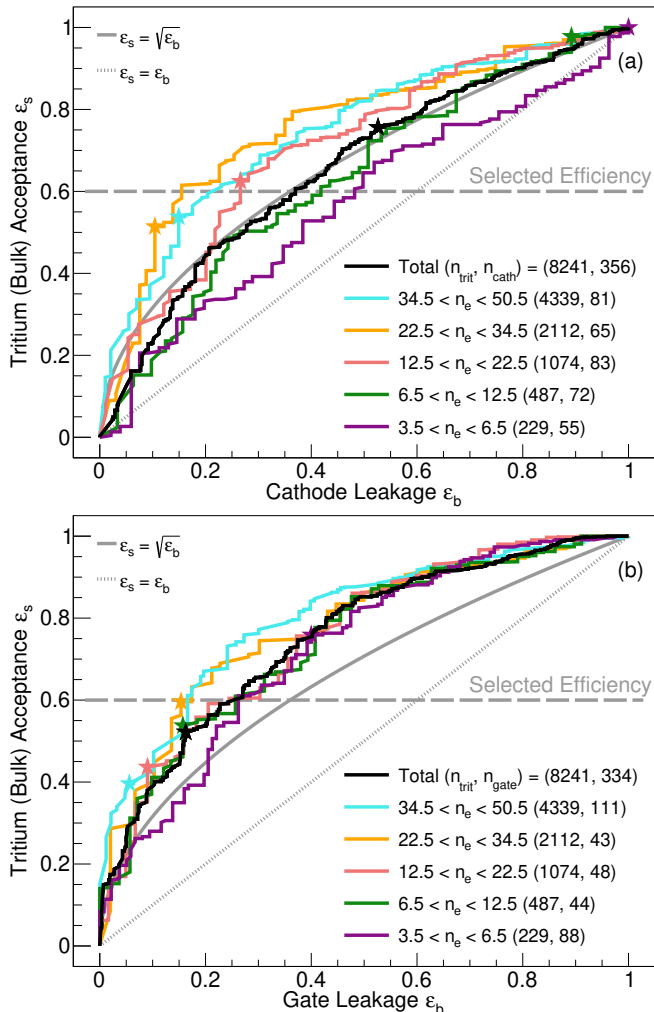 1
0.8
0.6
0.4
0.2
0
Tritium (Bulk) Acceptance εs
εs = √εb
εs = εb
(a)
Selected Efficiency
Total (ntrit, ncath) = (8241, 356)
34.5 < ne < 50.5 (4339, 81)
22.5 < ne < 34.5 (2112, 65)
12.5 < ne < 22.5 (1074, 83)
6.5 < ne < 12.5 (487, 72)
3.5 < ne < 6.5 (229, 55)
0 0.2 0.4 0.6 0.8 1
Cathode Leakage εb
1
0.8
0.6
0.4
0.2
0
Tritium (Bulk) Acceptance εs
εs = √εb
εs = εb
(b)
Selected Efficiency
Total (ntrit, ngate) = (8241, 334)
34.5 < ne < 50.5 (4339, 111)
22.5 < ne < 34.5 (2112, 43)
12.5 < ne < 22.5 (1074, 48)
6.5 < ne < 12.5 (487, 44)
3.5 < ne < 6.5 (229, 88)
0 0.2 0.4 0.6 0.8 1
Gate Leakage εb